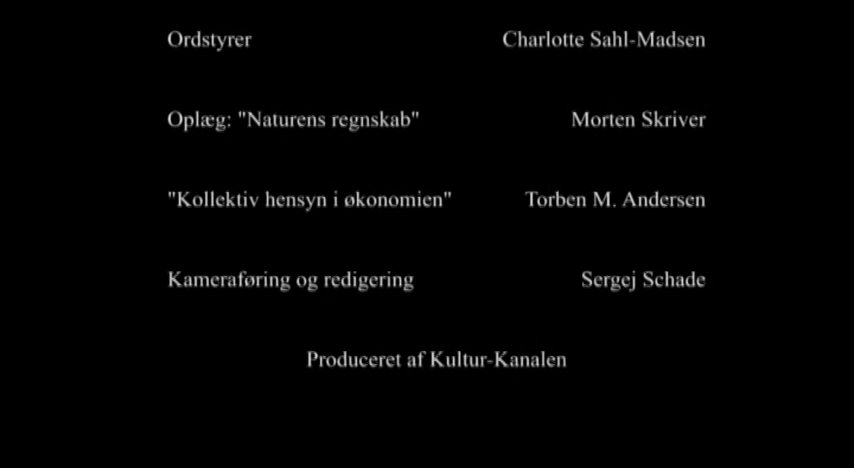 Ordstyrer Charlotte Sahl-Madsen
Oplæg: "Naturens regnskab" Morten Skriver
"Kollektiv hensyn i økonomien" Torben M. Andersen
Kameraføring og redigering Sergej Schade
Produceret af Kultur-Kanalen